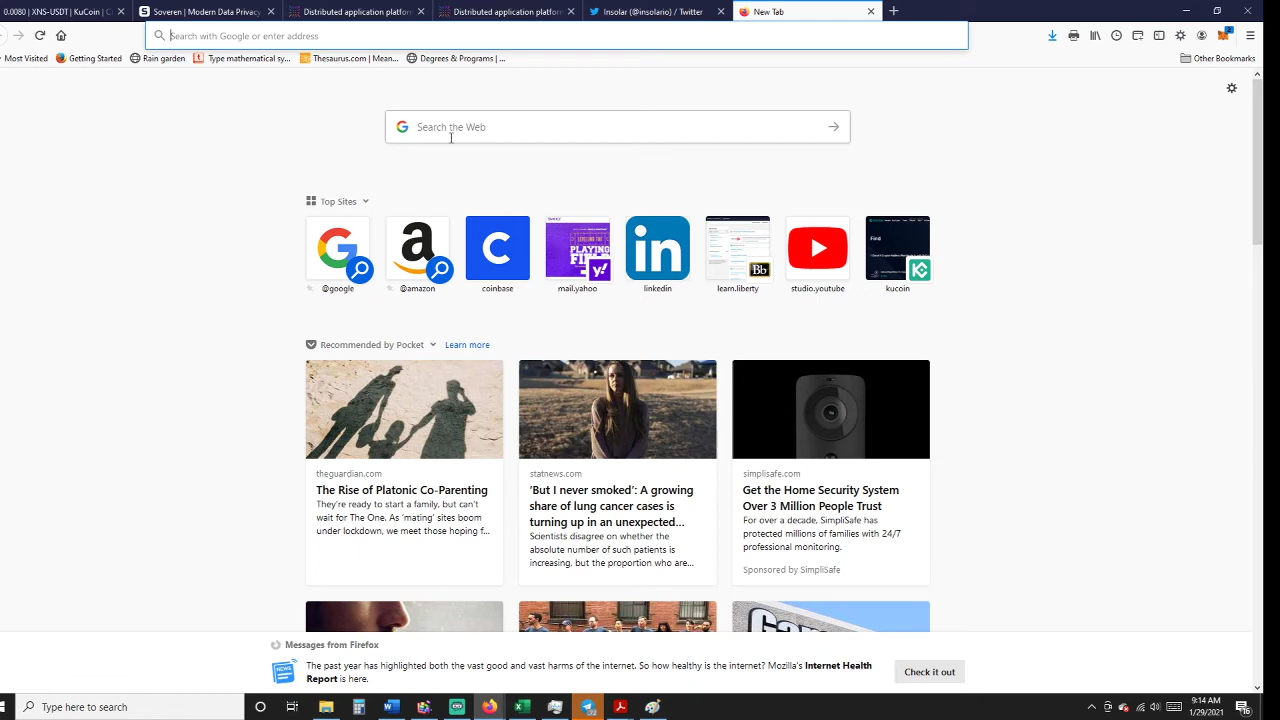 0.0080 | XNS-USDT | KuCoin | C
Soveren | Modern Data Privacy
Distributed application platfor
Distributed application platfor
Insolar (@insolario) / Twitter
New Tab
Search with Google or enter address
2
Most Visited
Getting Started
Rain garden
Type mathematical sy...
Thesaurus.com | Mean...
Degrees & Programs | ...
Other Bookmarks
Search the Web
Top Sites
@google
@amazon
coinbase
mail.yahoo
linkedin
learn.liberty
studio.youtube
kucoin
Find
Bb
Recommended by Pocket
Learn more
theguardian.com
The Rise of Platonic Co-Parenting
They're ready to start a family, but can't
wait for The One. As 'mating' sites boom
under lockdown, we meet those hoping f...
statnews.com
'But I never smoked': A growing
share of lung cancer cases is
turning up in an unexpected...
Scientists disagree on whether the
absolute number of such patients is
increasing, but the proportion who are...
simplisafe.com
Get the Home Security System
Over 3 Million People Trust
For over a decade, SimpliSafe has
protected millions of families with 24/7
professional monitoring.
Sponsored by SimpliSafe
Messages from Firefox
NEWS
The past year has highlighted both the vast good and vast harms of the internet. So how healthy is the internet? Mozilla's Internet Health
Report is here.
Check it out
Type here to search
9:14 AM
1/29/2021